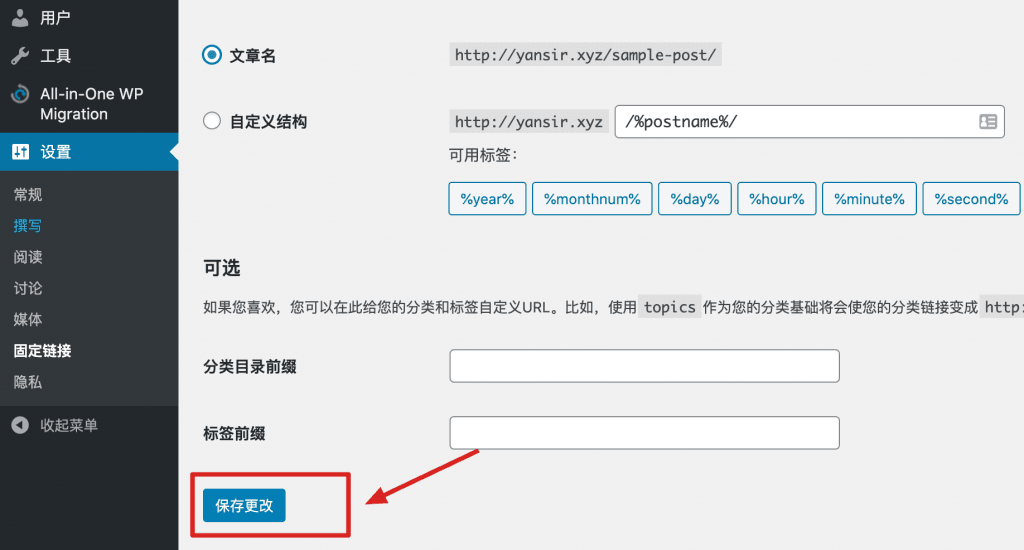 用户
工具
All-in-One WP
Migration
设置
常规
撰写
阅读
讨论
媒体
固定链接
隐私
收起菜单
文章名 http://yansir.xyz/sample-post/
自定义结构 http://yansir.xyz /%postname%/
可用标签：
%year% %monthnum% %day% %hour% %minute% %second%
可选
如果您喜欢，您可以在此给您的分类和标签自定义URL。比如，使用 topics 作为您的分类基础将会使您的分类链接变成 http:
分类目录前缀
标签前缀
保存更改